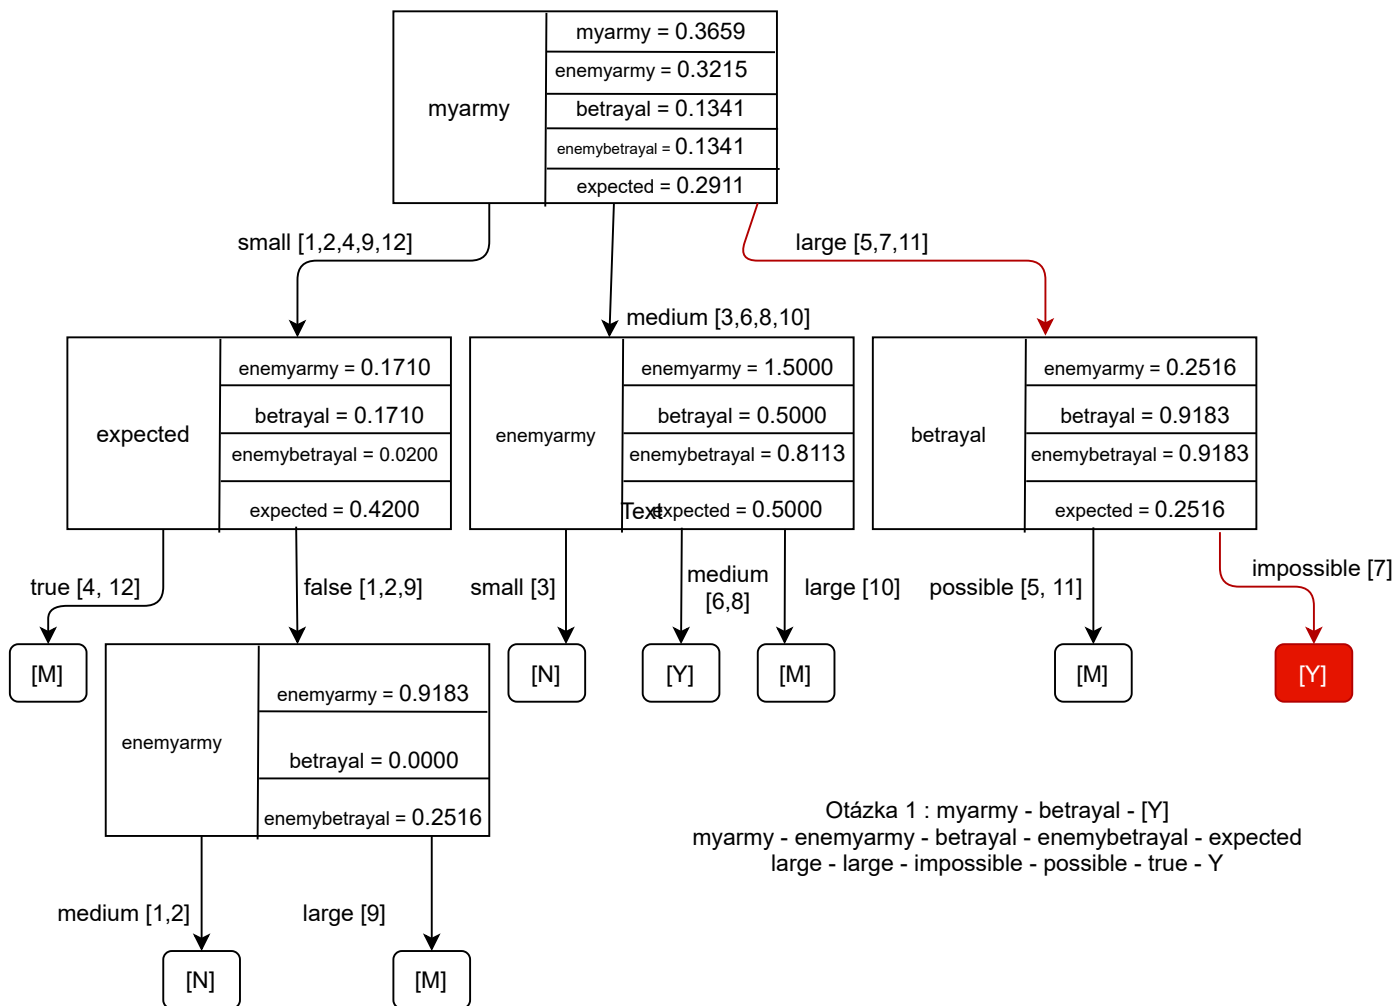 myarmy
myarmy = 0.3659
enemyarmy = 0.3215
betrayal = 0.1341
enemybetrayal = 0.1341
expected = 0.2911
small [1,2,4,9,12]
medium [3,6,8,10]
large [5,7,11]
expected
enemyarmy = 0.1710
betrayal = 0.1710
enemybetrayal = 0.0200
expected = 0.4200
enemyarmy
enemyarmy = 1.5000
betrayal = 0.5000
enemybetrayal = 0.8113
Text
expected = 0.5000
betrayal
enemyarmy = 0.2516
betrayal = 0.9183
enemybetrayal = 0.9183
expected = 0.2516
true [4, 12]
false [1,2,9]
small [3]
medium
[6,8]
large [10]
possible [5, 11]
impossible [7]
[M]
[N]
[Y]
[M]
[M]
[Y]
enemyarmy
enemyarmy = 0.9183
betrayal = 0.0000
enemybetrayal = 0.2516
medium [1,2]
large [9]
[N]
[M]
Otázka 1 : myarmy - betrayal - [Y]
myarmy - enemyarmy - betrayal - enemybetrayal - expected
large - large - impossible - possible - true - Y